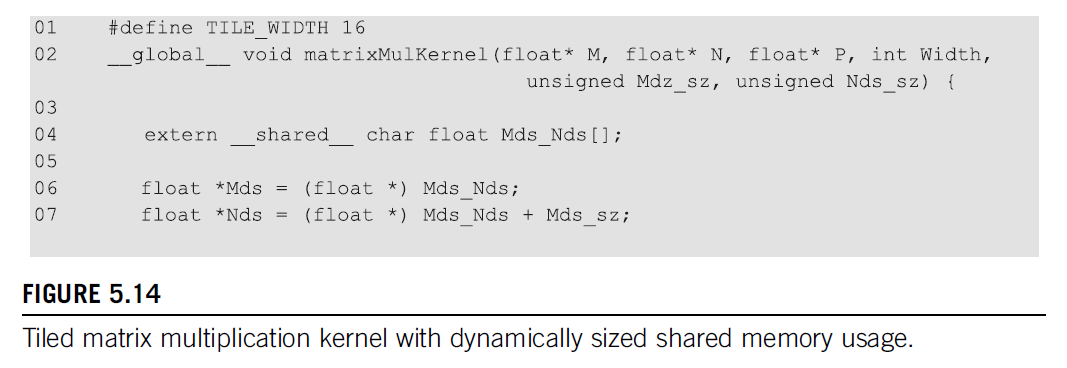 01 #define TILE_WIDTH 16
02 __global__ void matrixMulKernel(float* M, float* N, float* P, int Width,
unsigned Mdz_sz, unsigned Nds_sz) {
03
04 extern __shared__ char float Mds_Nds[];
05
06 float *Mds = (float *) Mds_Nds;
07 float *Nds = (float *) Mds_Nds + Mds_sz;
FIGURE 5.14
Tiled matrix multiplication kernel with dynamically sized shared memory usage.